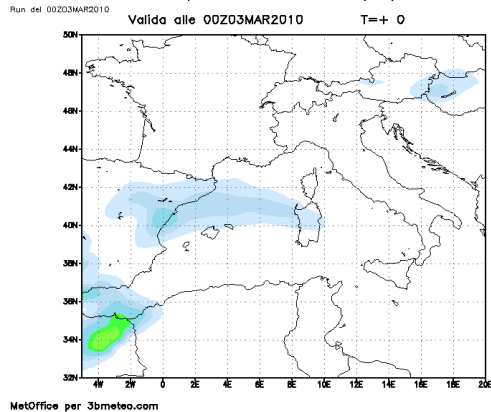 Run del 00Z03MAR2010
Valida alle 00Z03MAR2010 T=+ 0
50N
48N
46N
44N
42N
40N
38N
36N
34N
32N
4W 2W 0 2E 4E 6E 8E 10E 12E 14E 16E 18E 20E
MetOffice per 3bmeteo.com